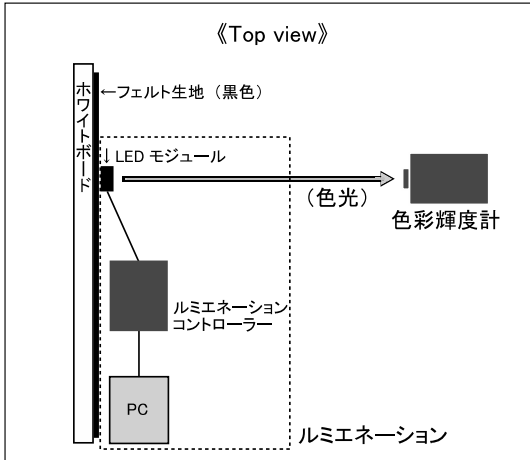 《Top view》
ホワイトボード
←フェルト生地（黒色）
↓LED モジュール
（色光）
色彩輝度計
ルミエネーション
コントローラー
PC
ルミエネーション